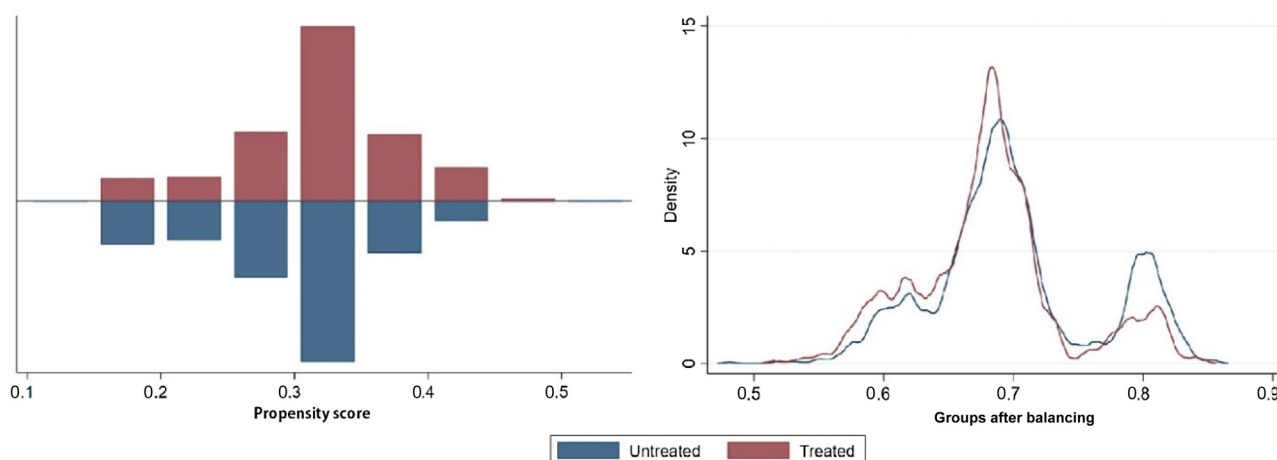 0.1 0.2 0.3 0.4 0.5
Propensity score
15
10
5
0
Density
0.5 0.6 0.7 0.8 0.9
Groups after balancing
Untreated Treated